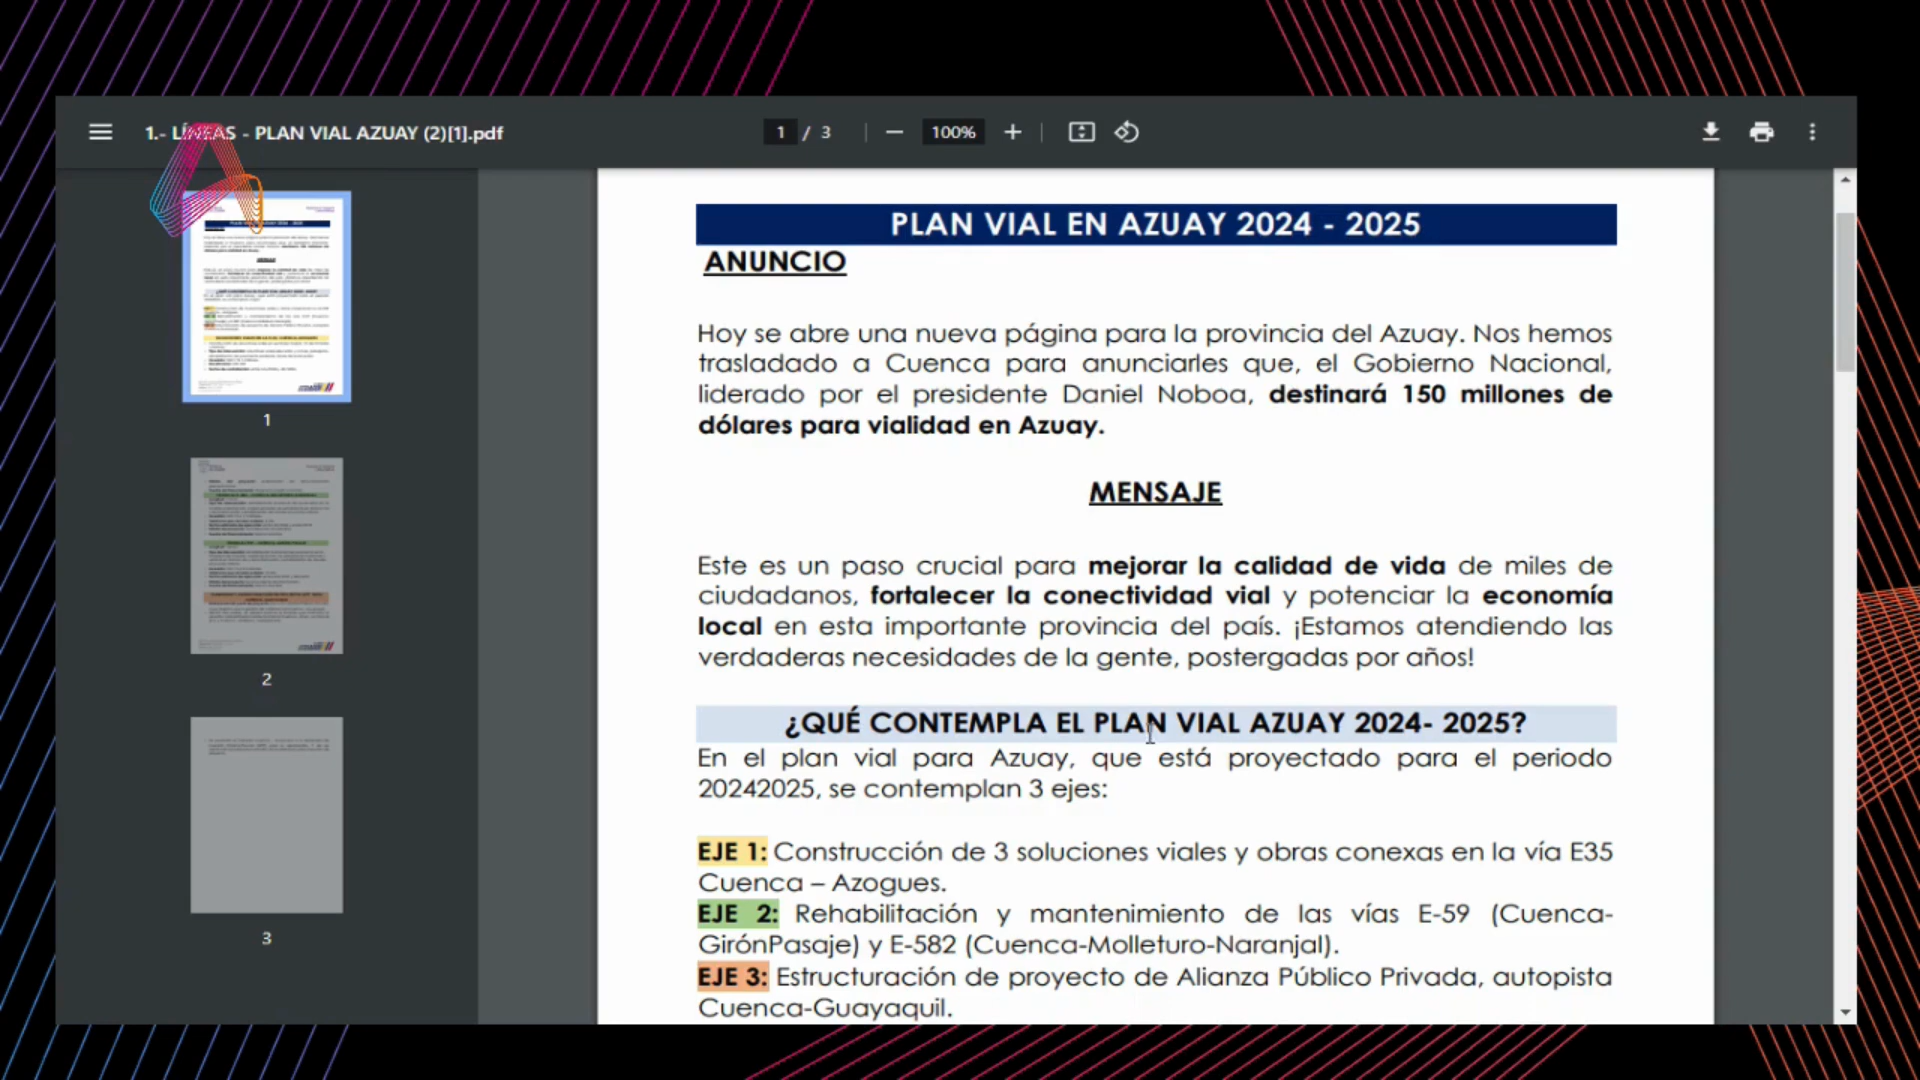 1.- LÍNEAS - PLAN VIAL AZUAY (2)[1].pdf
1 / 3
100%
1
2
3
PLAN VIAL EN AZUAY 2024 - 2025
ANUNCIO
Hoy se abre una nueva página para la provincia del Azuay. Nos hemos
trasladado a Cuenca para anunciarles que, el Gobierno Nacional,
liderado por el presidente Daniel Noboa, destinará 150 millones de
dólares para vialidad en Azuay.
MENSAJE
Este es un paso crucial para mejorar la calidad de vida de miles de
ciudadanos, fortalecer la conectividad vial y potenciar la economía
local en esta importante provincia del país. ¡Estamos atendiendo las
verdaderas necesidades de la gente, postergadas por años!
¿QUÉ CONTEMPLA EL PLAN VIAL AZUAY 2024- 2025?
En el plan vial para Azuay, que está proyectado para el periodo
20242025, se contemplan 3 ejes:
EJE 1: Construcción de 3 soluciones viales y obras conexas en la vía E35
Cuenca – Azogues.
EJE 2: Rehabilitación y mantenimiento de las vías E-59 (Cuenca-
GirónPasaje) y E-582 (Cuenca-Molleturo-Naranjal).
EJE 3: Estructuración de proyecto de Alianza Público Privada, autopista
Cuenca-Guayaquil.